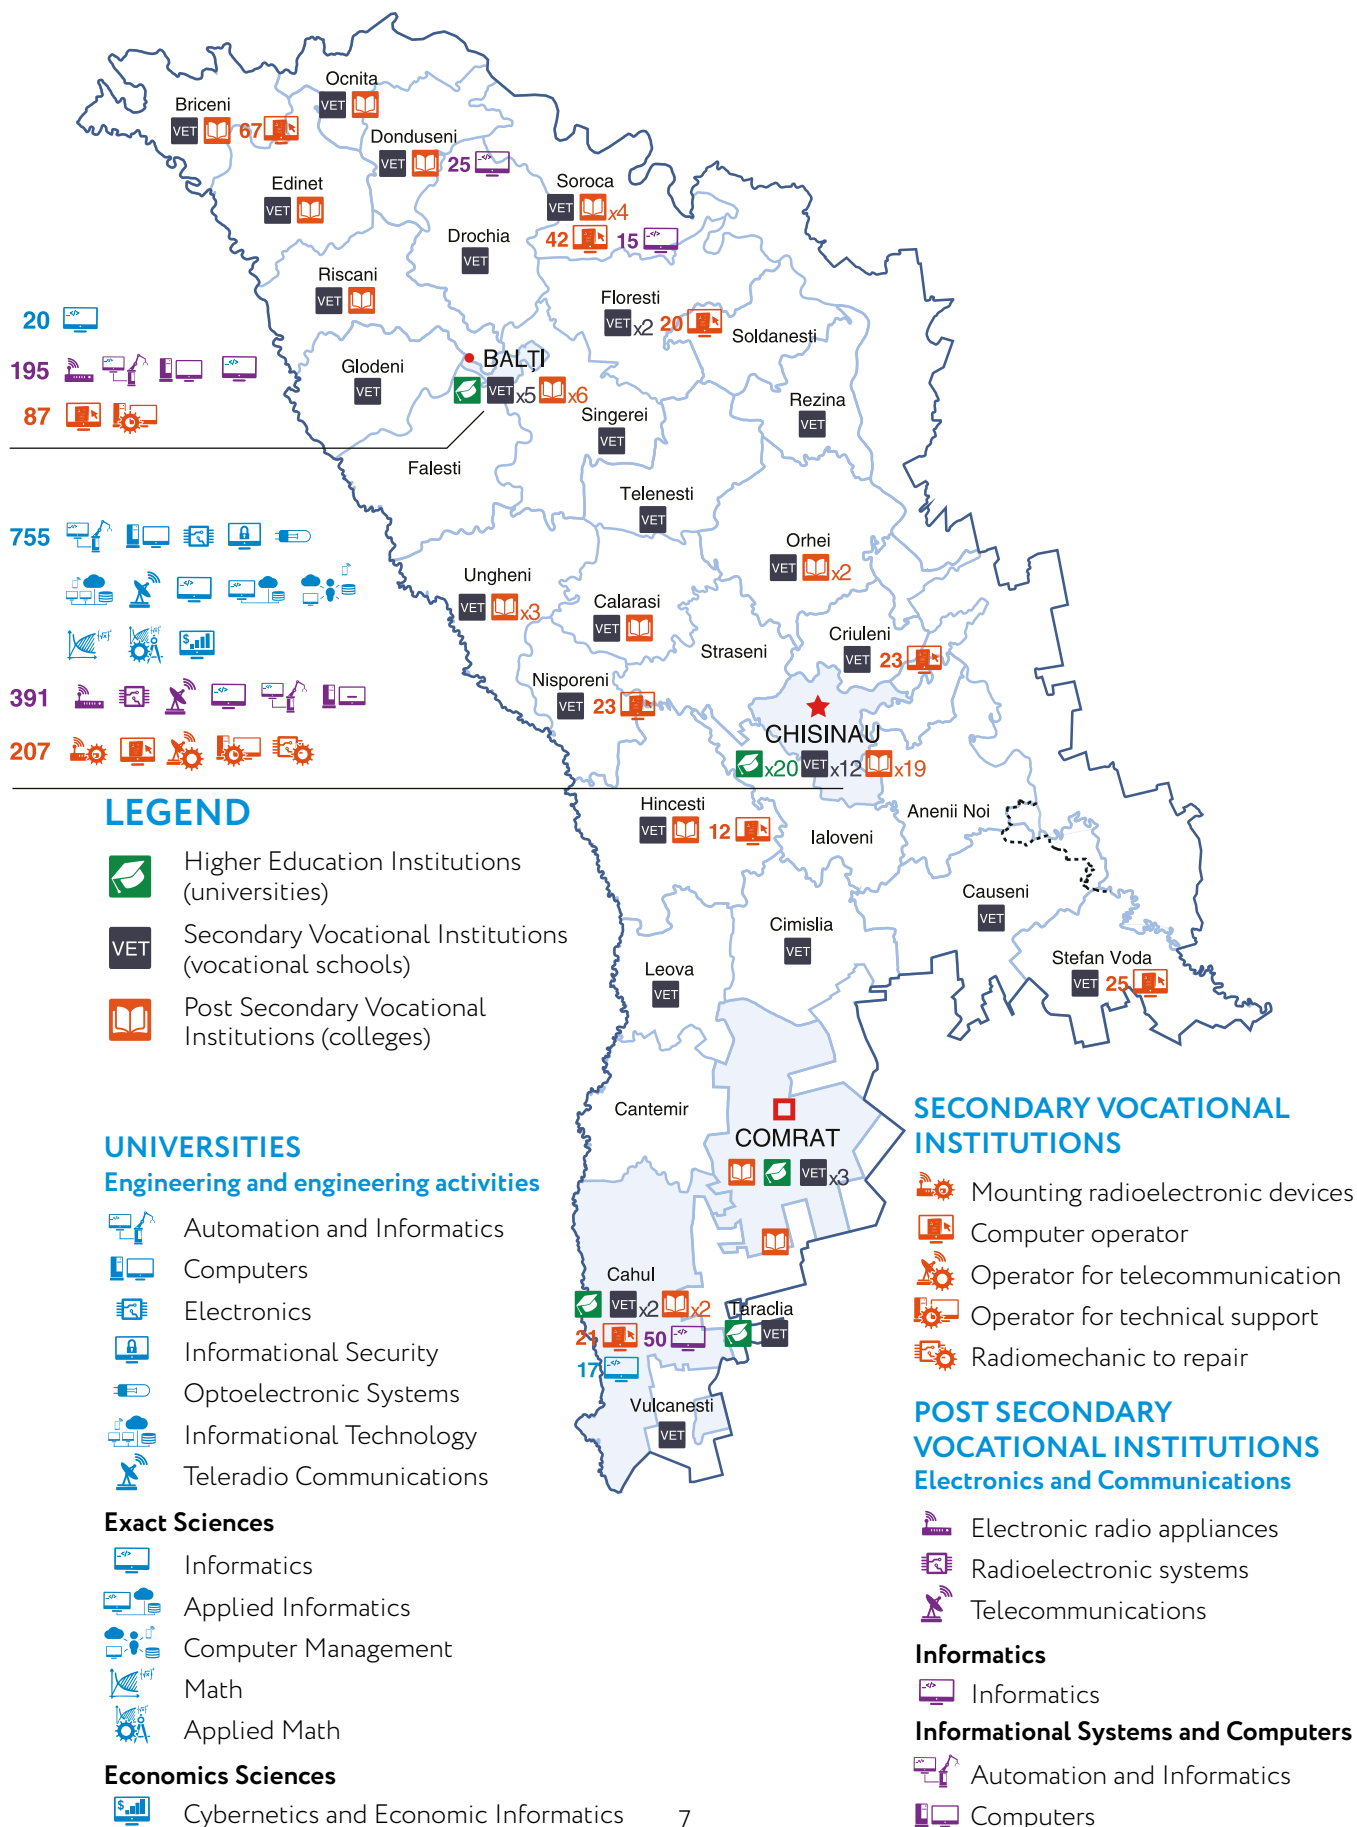 Ocnita
VET
Briceni
VET 67
Donduseni
VET 25
Edinet
VET
Soroca
VET x4
42 15
Drochia
VET
Riscani
VET
Floresti
VET x2 20
Soldanesti
20
195
87
BALȚI
VET x5 x6
Glodeni
VET
Singerei
VET
Rezina
VET
Falesti
Telenesti
VET
755
Orhei
VET x2
Ungheni
VET x3
Calarasi
VET
Straseni
Criuleni
VET 23
Nisporeni
VET 23
391
207
CHISINAU
x20 VET x12 x19
Hincesti
VET 12
Ialoveni
Anenii Noi
Causeni
VET
Cimislia
VET
Stefan Voda
VET 25
Leova
VET
Cantemir
COMRAT
VET x3
Cahul
VET x2 x2
21 50
17
Taraclia
VET
Vulcanesti
VET
LEGEND
Higher Education Institutions
(universities)
VET
Secondary Vocational Institutions
(vocational schools)
Post Secondary Vocational
Institutions (colleges)
UNIVERSITIES
Engineering and engineering activities
Automation and Informatics
Computers
Electronics
Informational Security
Optoelectronic Systems
Informational Technology
Teleradio Communications
Exact Sciences
Informatics
Applied Informatics
Computer Management
Math
Applied Math
Economics Sciences
Cybernetics and Economic Informatics
SECONDARY VOCATIONAL
INSTITUTIONS
Mounting radioelectronic devices
Computer operator
Operator for telecommunication
Operator for technical support
Radiomechanic to repair
POST SECONDARY
VOCATIONAL INSTITUTIONS
Electronics and Communications
Electronic radio appliances
Radioelectronic systems
Telecommunications
Informatics
Informatics
Informational Systems and Computers
Automation and Informatics
Computers
7